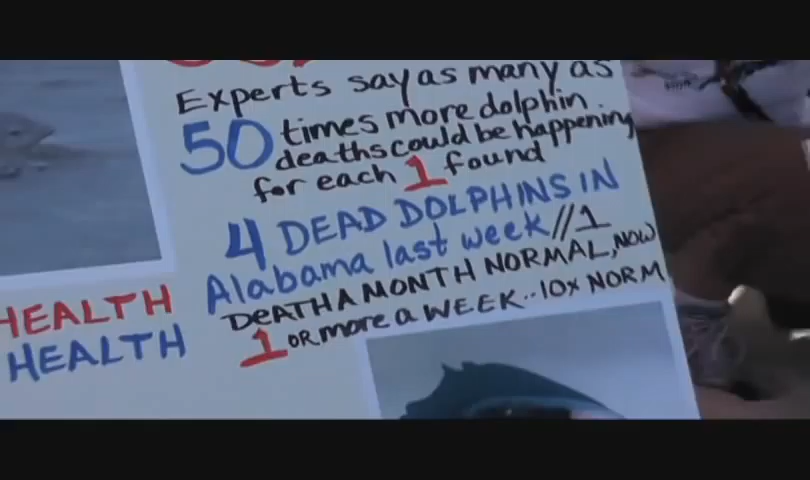 Experts say as many as
50 times more dolphin
deaths could be happening
for each 1 found
4 DEAD DOLPHINS IN
Alabama last week//1
DEATH A MONTH NORMAL, NOW
1 OR more a WEEK..10x NORM
HEALTH
HEALTH